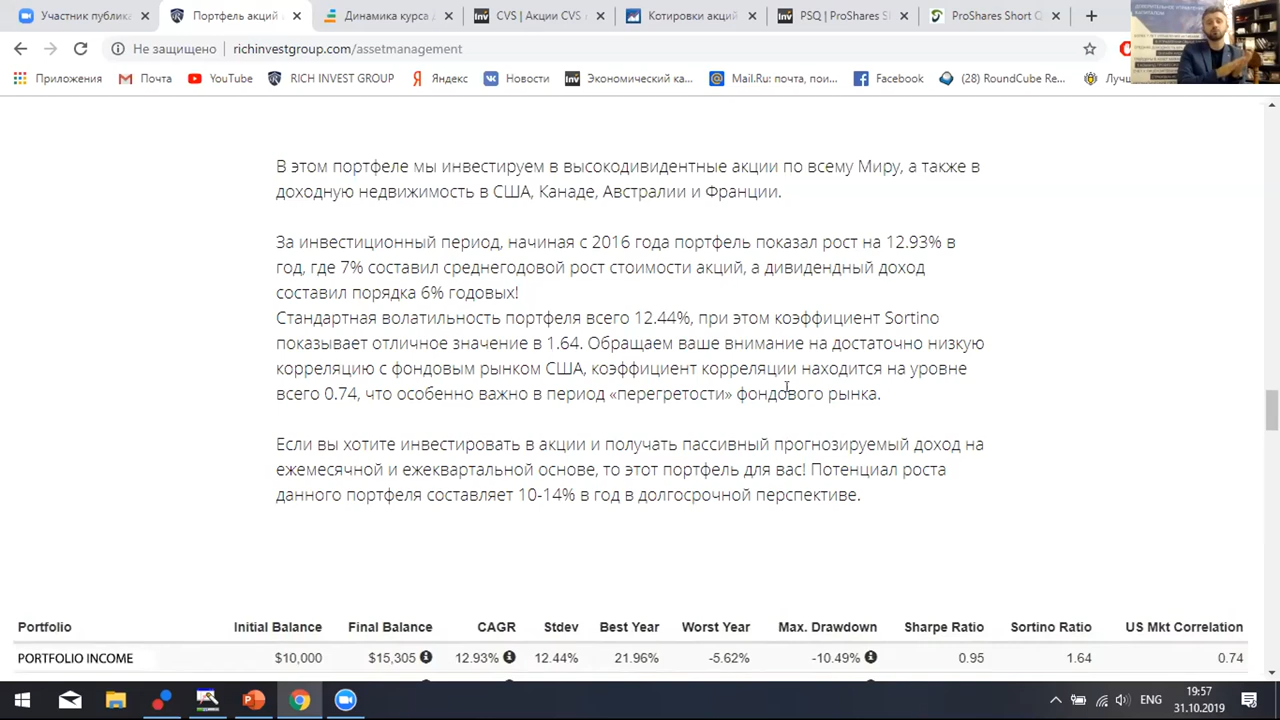 Участник публика
Портфель акций
Динамика курса
CVS | Акции CVS
Котировки акций
PSQ | ProShares
ProShares Short Q
Не защищено
richinvestgroup.com/assetmanagement
Приложения
Почта
YouTube
RICH INVEST GROUP
Яндекс
Новости
Экономический ка...
Mail.Ru: почта, пои...
Facebook
(28) RoundCube Re...
В этом портфеле мы инвестируем в высокодивидентные акции по всему Миру, а также в
доходную недвижимость в США, Канаде, Австралии и Франции.
За инвестиционный период, начиная с 2016 года портфель показал рост на 12.93% в
год, где 7% составил среднегодовой рост стоимости акций, а дивидендный доход
составил порядка 6% годовых!
Стандартная волатильность портфеля всего 12.44%, при этом коэффициент Sortino
показывает отличное значение в 1.64. Обращаем ваше внимание на достаточно низкую
корреляцию с фондовым рынком США, коэффициент корреляции находится на уровне
всего 0.74, что особенно важно в период «перегретости» фондового рынка.
Если вы хотите инвестировать в акции и получать пассивный прогнозируемый доход на
ежемесячной и ежеквартальной основе, то этот портфель для вас! Потенциал роста
данного портфеля составляет 10-14% в год в долгосрочной перспективе.
Portfolio Initial Balance Final Balance CAGR Stdev Best Year Worst Year Max. Drawdown Sharpe Ratio Sortino Ratio US Mkt Correlation
PORTFOLIO INCOME $10,000 $15,305 12.93% 12.44% 21.96% -5.62% -10.49% 0.95 1.64 0.74
ENG
19:57
31.10.2019